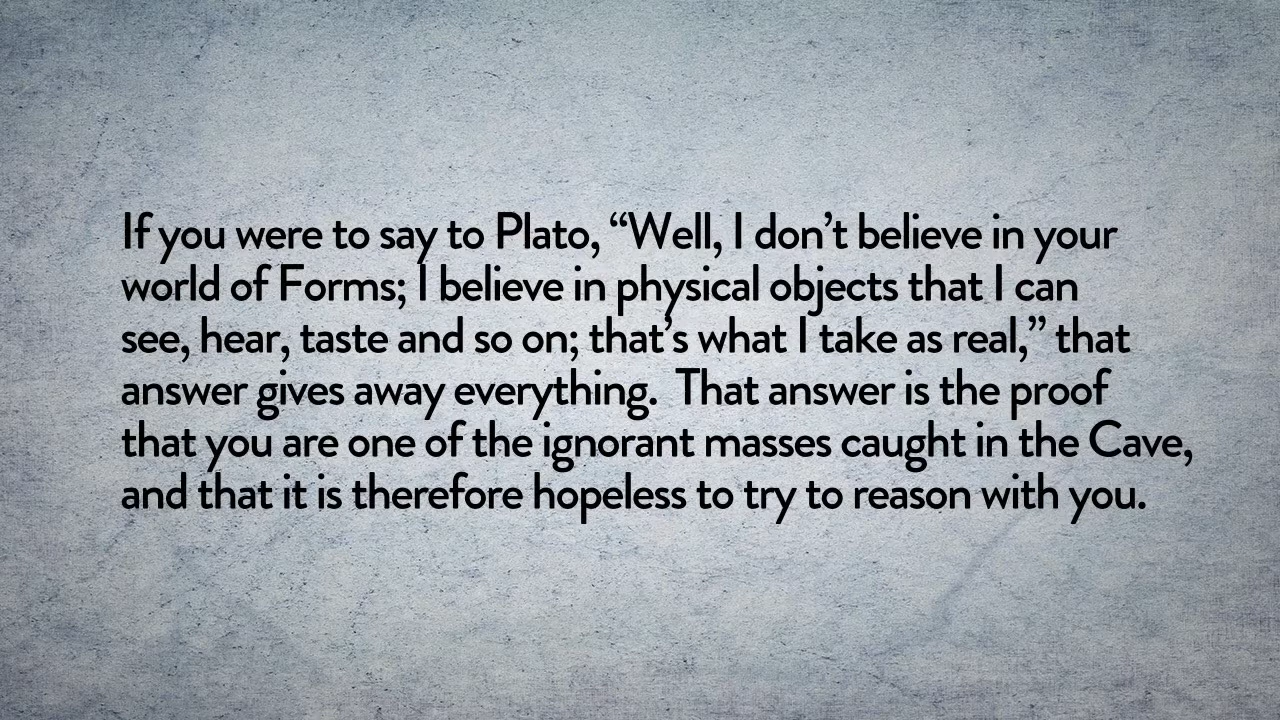 If you were to say to Plato, “Well, I don’t believe in your
world of Forms; I believe in physical objects that I can
see, hear, taste and so on; that’s what I take as real,” that
answer gives away everything.  That answer is the proof
that you are one of the ignorant masses caught in the Cave,
and that it is therefore hopeless to try to reason with you.